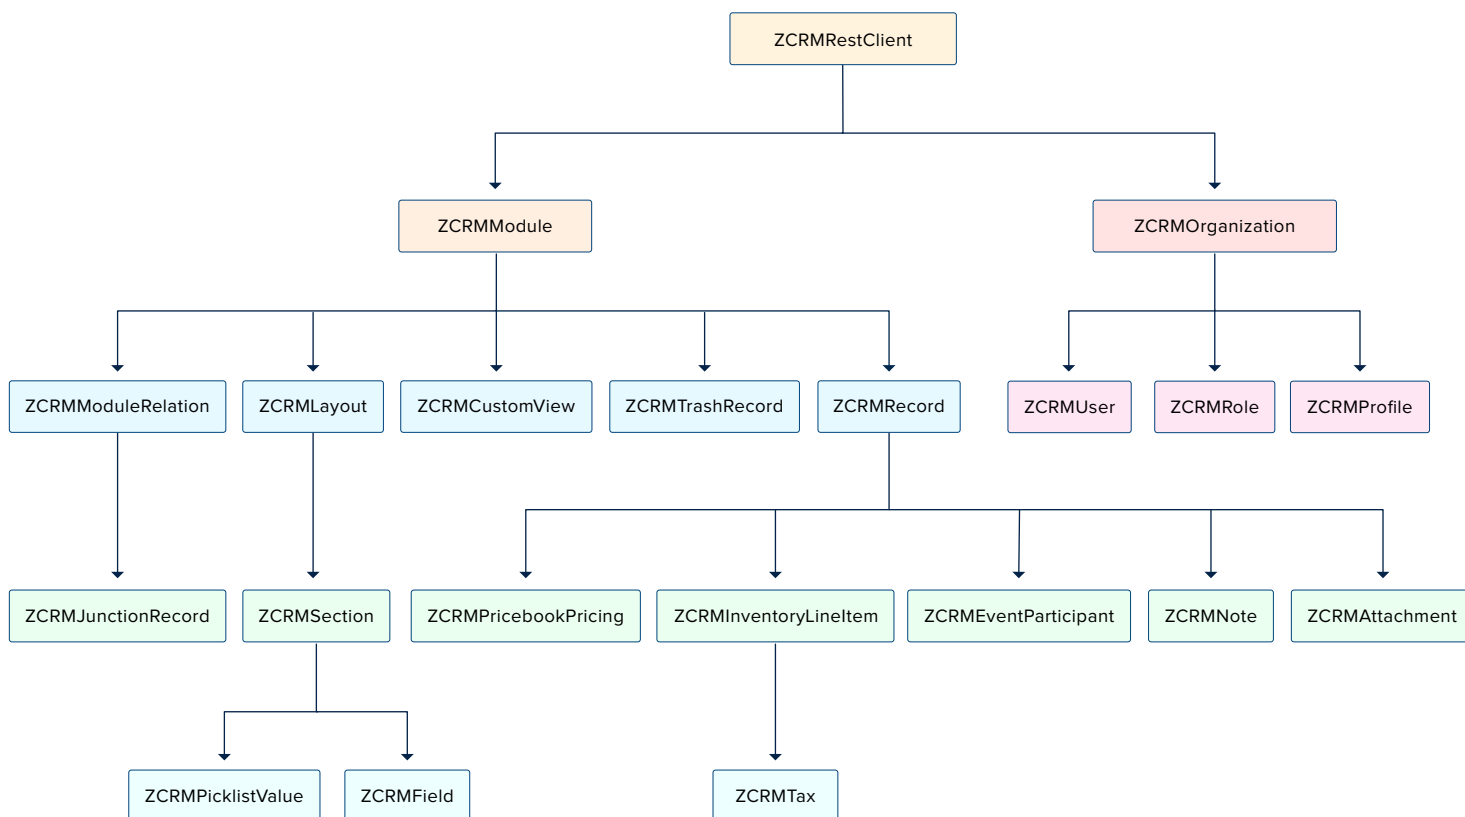 ZCRMRestClient
ZCRMModule
ZCRMOrganization
ZCRMModuleRelation
ZCRMLayout
ZCRMCustomView
ZCRMTrashRecord
ZCRMRecord
ZCRMUser
ZCRMRole
ZCRMProfile
ZCRMJunctionRecord
ZCRMSection
ZCRMPricebookPricing
ZCRMInventoryLineItem
ZCRMEventParticipant
ZCRMNote
ZCRMAttachment
ZCRMPicklistValue
ZCRMField
ZCRMTax